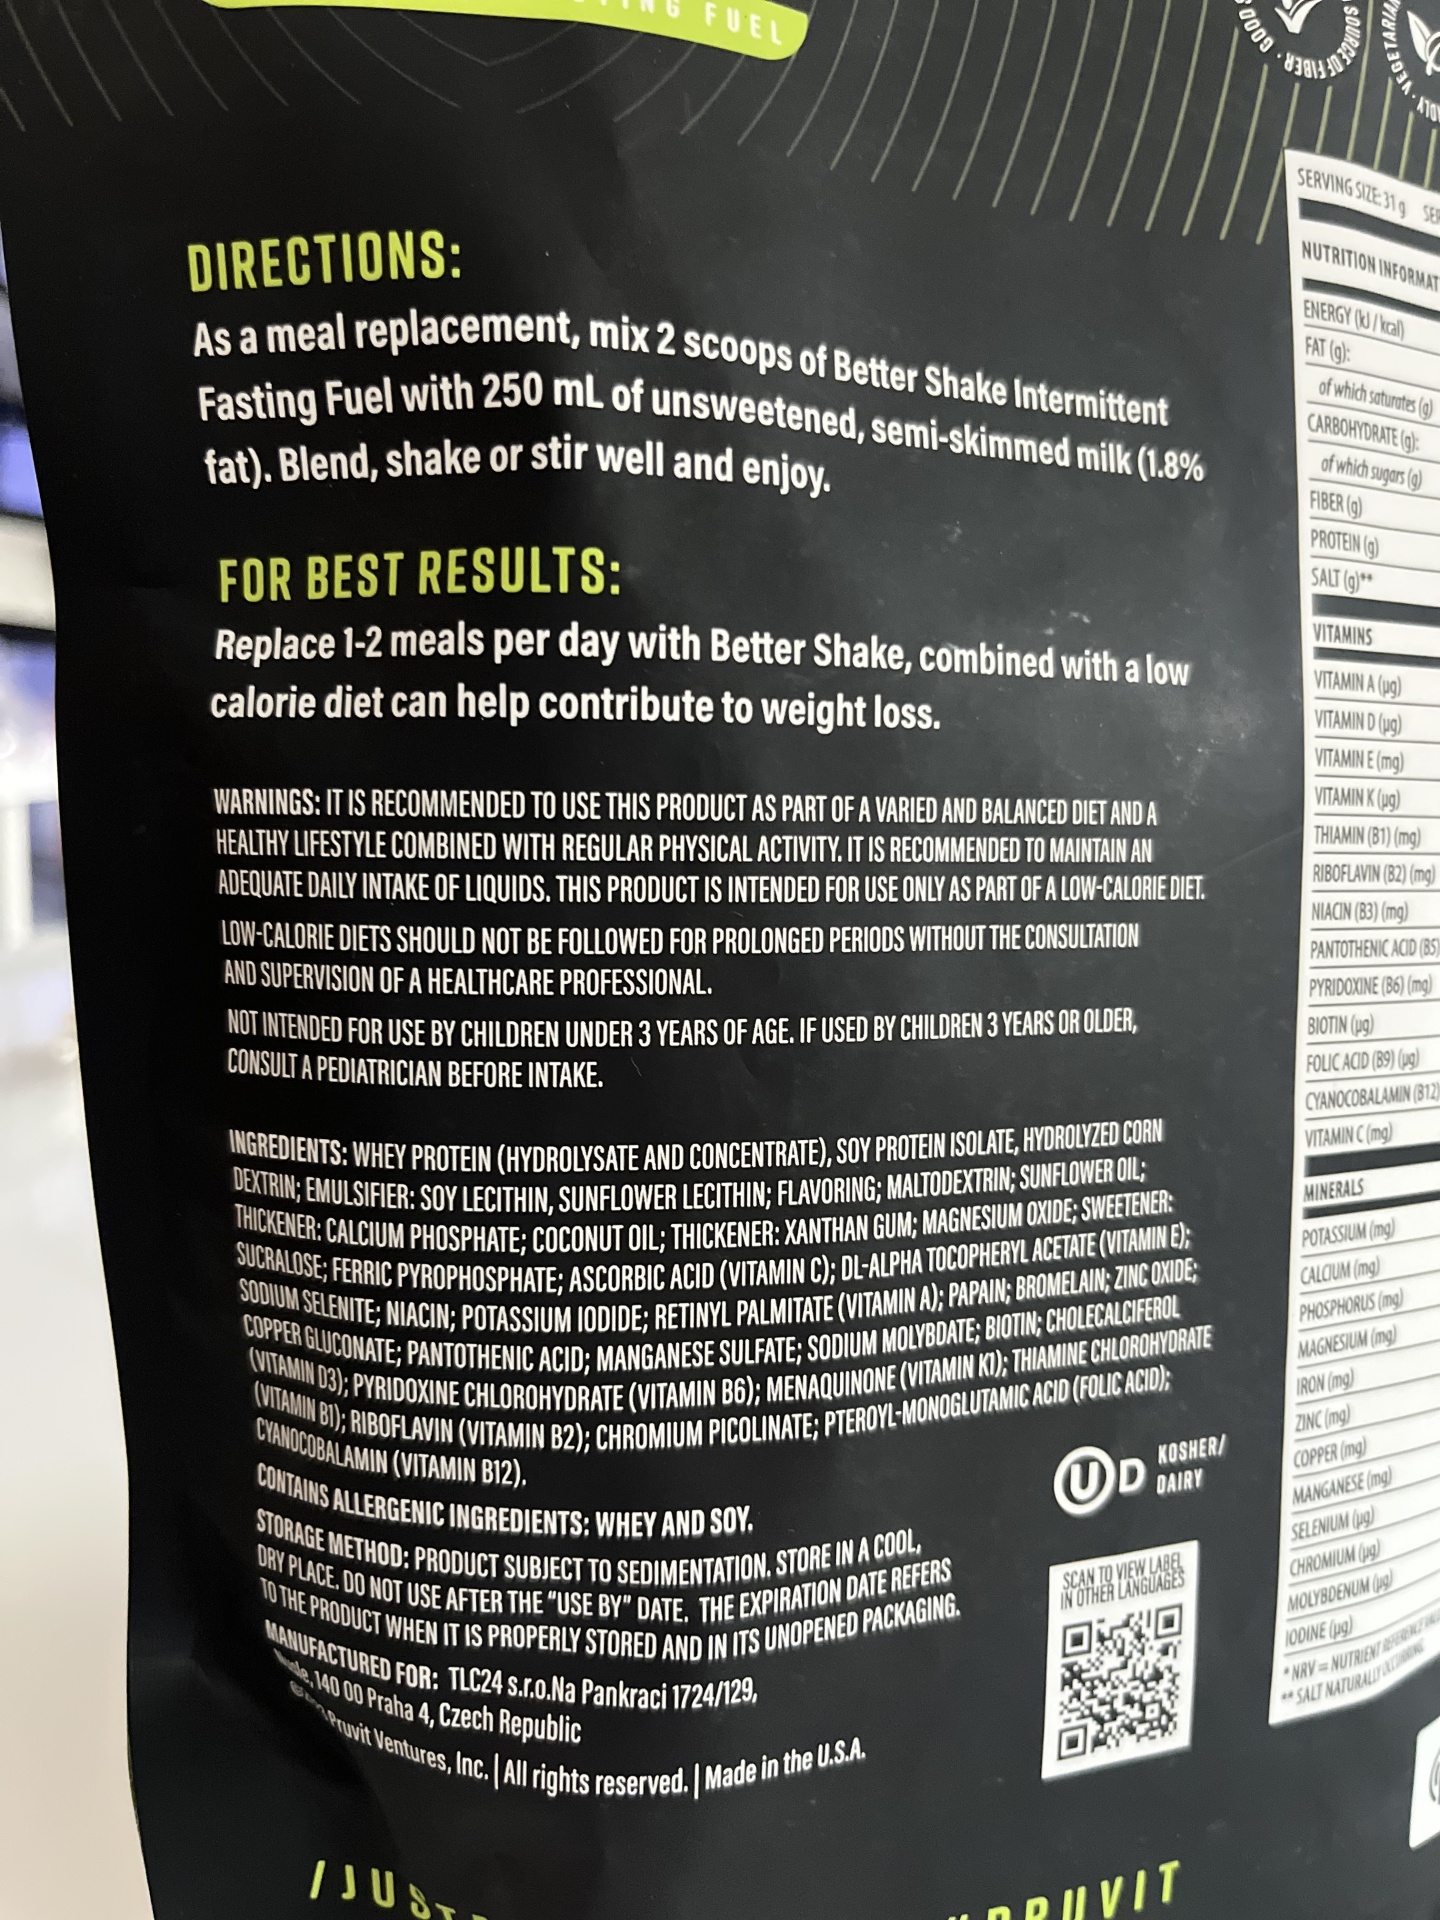 FUEL
GOOD SOURCE OF FIBER
VEGETARIAN
DIRECTIONS:
As a meal replacement, mix 2 scoops of Better Shake Intermittent
Fasting Fuel with 250 mL of unsweetened, semi-skimmed milk (1.8%
fat). Blend, shake or stir well and enjoy.
FOR BEST RESULTS:
Replace 1-2 meals per day with Better Shake, combined with a low
calorie diet can help contribute to weight loss.
WARNINGS: IT IS RECOMMENDED TO USE THIS PRODUCT AS PART OF A VARIED AND BALANCED DIET AND A
HEALTHY LIFESTYLE COMBINED WITH REGULAR PHYSICAL ACTIVITY. IT IS RECOMMENDED TO MAINTAIN AN
ADEQUATE DAILY INTAKE OF LIQUIDS. THIS PRODUCT IS INTENDED FOR USE ONLY AS PART OF A LOW-CALORIE DIET.
LOW-CALORIE DIETS SHOULD NOT BE FOLLOWED FOR PROLONGED PERIODS WITHOUT THE CONSULTATION
AND SUPERVISION OF A HEALTHCARE PROFESSIONAL.
NOT INTENDED FOR USE BY CHILDREN UNDER 3 YEARS OF AGE. IF USED BY CHILDREN 3 YEARS OR OLDER,
CONSULT A PEDIATRICIAN BEFORE INTAKE.
INGREDIENTS: WHEY PROTEIN (HYDROLYSATE AND CONCENTRATE), SOY PROTEIN ISOLATE, HYDROLYZED CORN
DEXTRIN; EMULSIFIER: SOY LECITHIN, SUNFLOWER LECITHIN; FLAVORING; MALTODEXTRIN; SUNFLOWER OIL;
THICKENER: CALCIUM PHOSPHATE; COCONUT OIL; THICKENER: XANTHAN GUM; MAGNESIUM OXIDE; SWEETENER:
SUCRALOSE; FERRIC PYROPHOSPHATE; ASCORBIC ACID (VITAMIN C); DL-ALPHA TOCOPHERYL ACETATE (VITAMIN E);
SODIUM SELENITE; NIACIN; POTASSIUM IODIDE; RETINYL PALMITATE (VITAMIN A); PAPAIN; BROMELAIN; ZINC OXIDE;
COPPER GLUCONATE; PANTOTHENIC ACID; MANGANESE SULFATE; SODIUM MOLYBDATE; BIOTIN; CHOLECALCIFEROL
(VITAMIN D3); PYRIDOXINE CHLOROHYDRATE (VITAMIN B6); MENAQUINONE (VITAMIN K1); THIAMINE CHLOROHYDRATE
(VITAMIN B1); RIBOFLAVIN (VITAMIN B2); CHROMIUM PICOLINATE; PTEROYL-MONOGLUTAMIC ACID (FOLIC ACID);
CYANOCOBALAMIN (VITAMIN B12).
CONTAINS ALLERGENIC INGREDIENTS: WHEY AND SOY.
STORAGE METHOD: PRODUCT SUBJECT TO SEDIMENTATION. STORE IN A COOL,
DRY PLACE. DO NOT USE AFTER THE "USE BY" DATE. THE EXPIRATION DATE REFERS
TO THE PRODUCT WHEN IT IS PROPERLY STORED AND IN ITS UNOPENED PACKAGING.
MANUFACTURED FOR: TLC24 s.r.o.Na Pankraci 1724/129,
140 00 Praha 4, Czech Republic
Pruvit Ventures, Inc. | All rights reserved. | Made in the U.S.A.
U D KOSHER/
DAIRY
SCAN TO VIEW LABEL
IN OTHER LANGUAGES
PRUVIT
SERVING SIZE: 31 g
NUTRITION
ENERGY (kJ / kcal)
FAT (g):
of which saturates (g)
CARBOHYDRATE (g):
of which sugars (g)
FIBER (g)
PROTEIN (g)
SALT (g)**
VITAMINS
VITAMIN A (µg)
VITAMIN D (µg)
VITAMIN E (mg)
VITAMIN K (µg)
THIAMIN (B1) (mg)
RIBOFLAVIN (B2) (mg)
NIACIN (B3) (mg)
PANTOTHENIC ACID (B5)
PYRIDOXINE (B6) (mg)
BIOTIN (µg)
FOLIC ACID (B9) (µg)
CYANOCOBALAMIN (B12)
VITAMIN C (mg)
MINERALS
POTASSIUM (mg)
CALCIUM (mg)
PHOSPHORUS (mg)
MAGNESIUM (mg)
IRON (mg)
ZINC (mg)
COPPER (mg)
MANGANESE (mg)
SELENIUM (µg)
CHROMIUM (µg)
MOLYBDENUM (µg)
IODINE (µg)
*NRV = NUTRIENT REFERENCE
** SALT NATURALLY OCCURRING